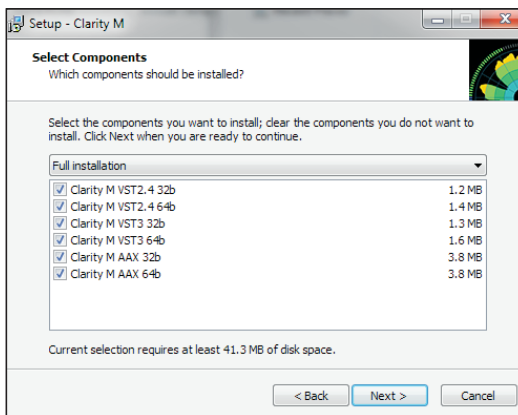 Setup - Clarity M
Select Components
Which components should be installed?
Select the components you want to install; clear the components you do not want to
install. Click Next when you are ready to continue.
Full installation
Clarity M VST2.4 32b 1.2 MB
Clarity M VST2.4 64b 1.4 MB
Clarity M VST3 32b 1.3 MB
Clarity M VST3 64b 1.6 MB
Clarity M AAX 32b 3.8 MB
Clarity M AAX 64b 3.8 MB
Current selection requires at least 41.3 MB of disk space.
< Back Next > Cancel